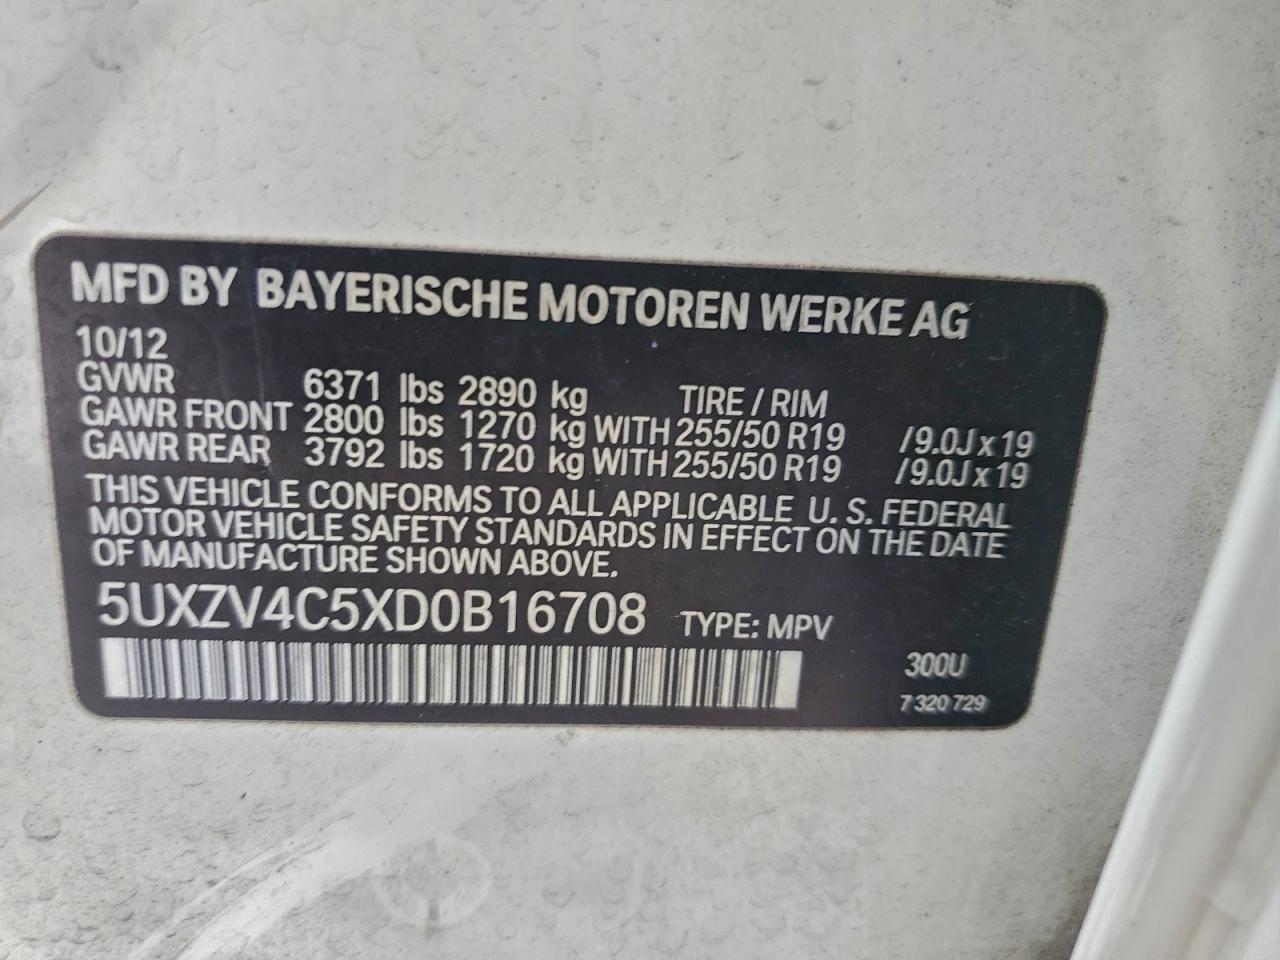 MFD BY BAYERISCHE MOTOREN WERKE AG
10/12
GVWR 6371 lbs 2890 kg TIRE / RIM
GAWR FRONT 2800 lbs 1270 kg WITH 255/50 R19 /9.0J x 19
GAWR REAR 3792 lbs 1720 kg WITH 255/50 R19 /9.0J x 19
THIS VEHICLE CONFORMS TO ALL APPLICABLE U. S. FEDERAL
MOTOR VEHICLE SAFETY STANDARDS IN EFFECT ON THE DATE
OF MANUFACTURE SHOWN ABOVE.
5UXZV4C5XD0B16708 TYPE: MPV
300U
7 320 729